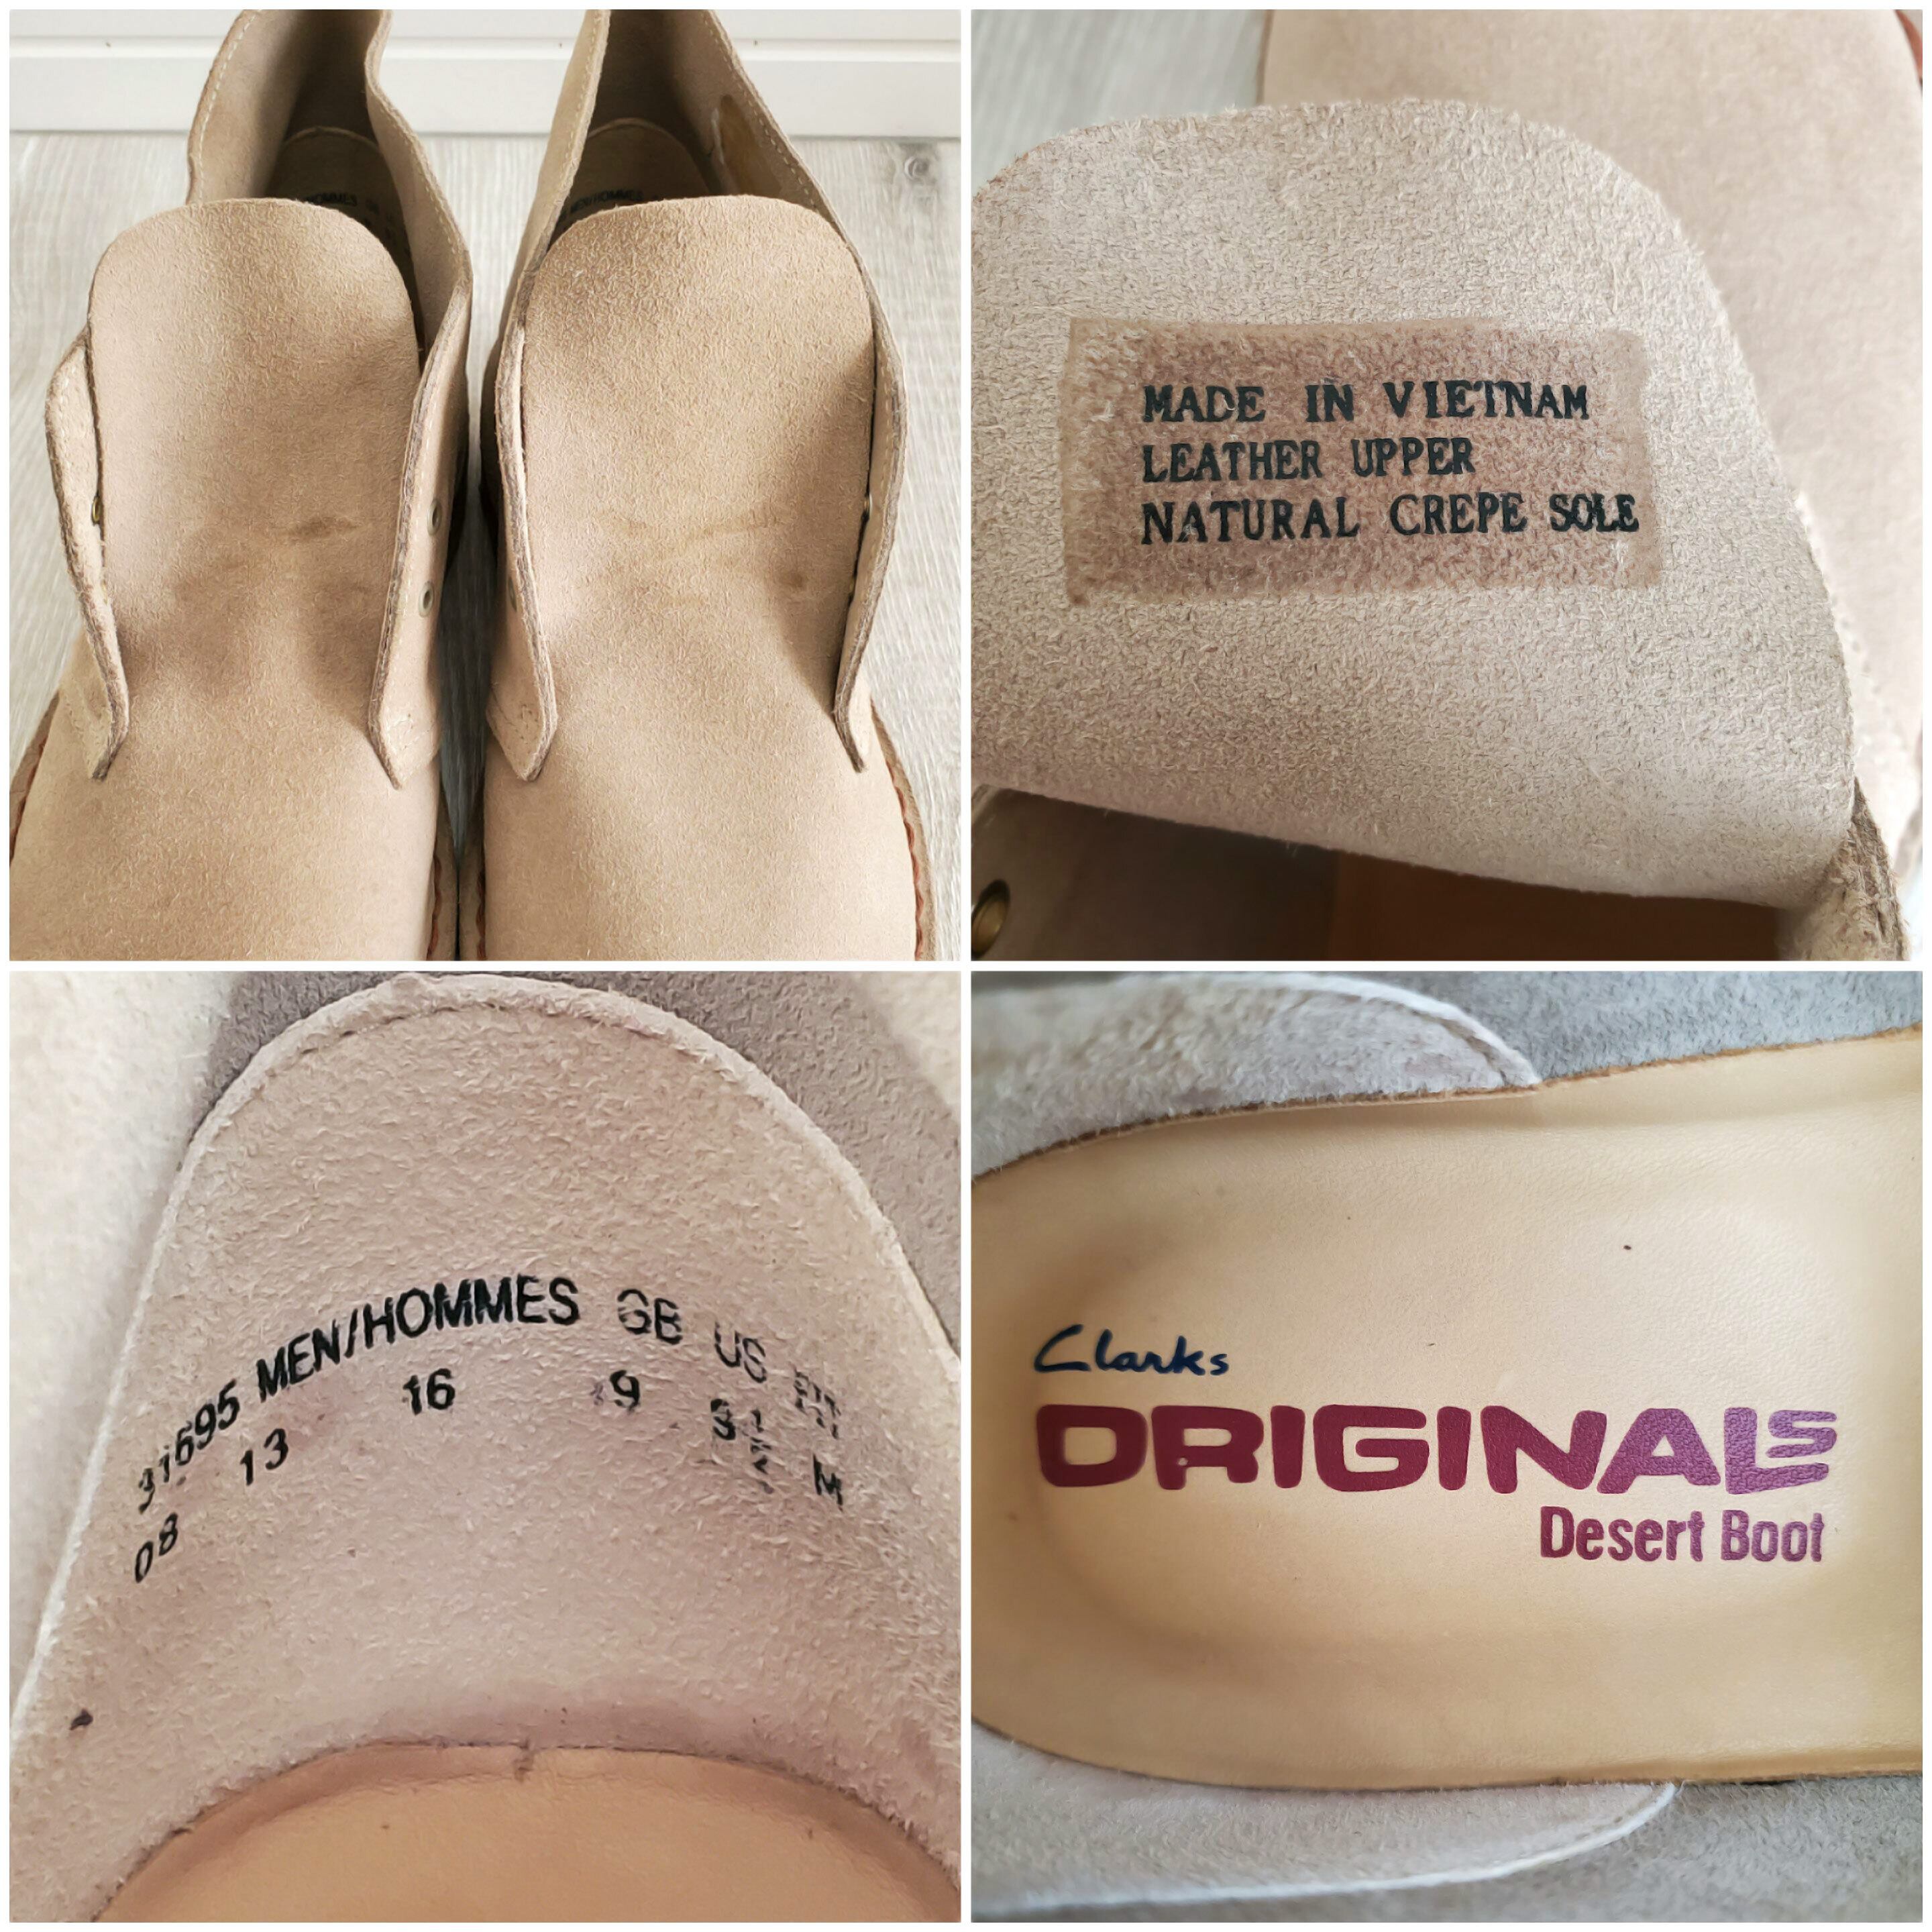 MADE IN VIETNAM
LEATHER UPPER
NATURAL CREPE SOLE
31695 MEN/HOMMES GB US
08 13 16 9 M
Clarks
ORIGINALS
Desert Boot